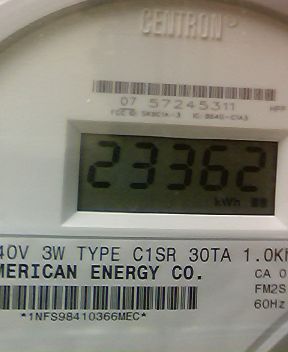 CENTRON
07 57245311
23362
kWh
40V 3W TYPE C1SR 30TA 1.0Kh
MERICAN ENERGY CO.
CA 0
FM2S
60Hz
*1NFS98410366MEC*